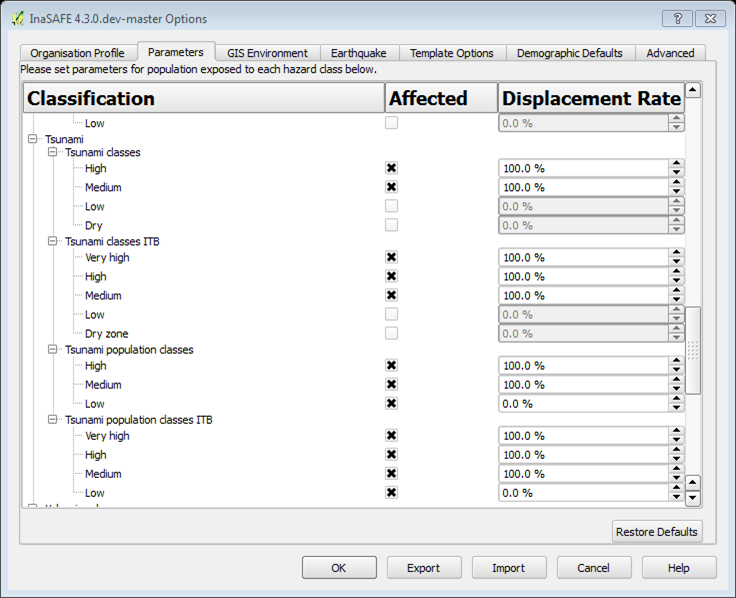 InaSAFE 4.3.0.dev-master Options
Organisation Profile Parameters GIS Environment Earthquake Template Options Demographic Defaults Advanced
Please set parameters for population exposed to each hazard class below.
Classification Affected Displacement Rate
Low 0.0 %
Tsunami
Tsunami classes
High 100.0 %
Medium 100.0 %
Low 0.0 %
Dry 0.0 %
Tsunami classes ITB
Very high 100.0 %
High 100.0 %
Medium 100.0 %
Low 0.0 %
Dry zone 0.0 %
Tsunami population classes
High 100.0 %
Medium 100.0 %
Low 0.0 %
Tsunami population classes ITB
Very high 100.0 %
High 100.0 %
Medium 100.0 %
Low 0.0 %
Restore Defaults
OK Export Import Cancel Help